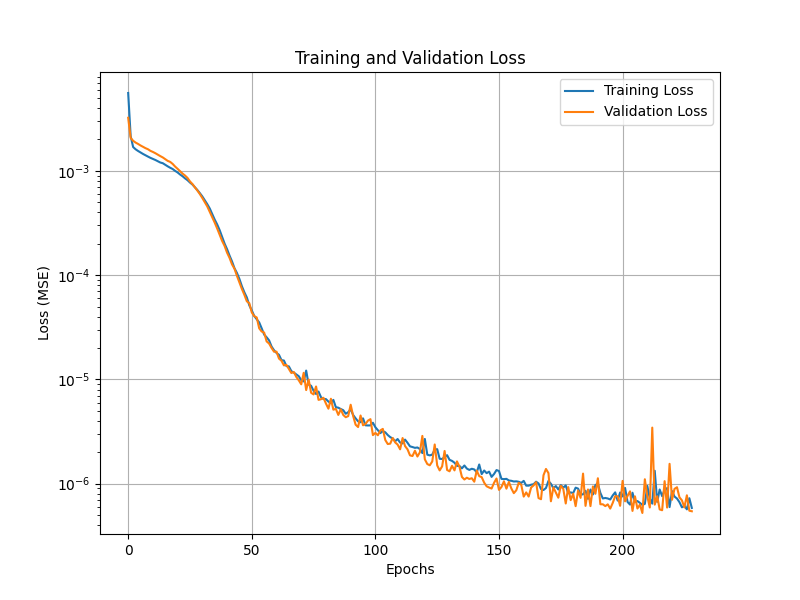 Training and Validation Loss
Training Loss
Validation Loss
10⁻³
10⁻⁴
10⁻⁵
10⁻⁶
Loss (MSE)
0 50 100 150 200
Epochs